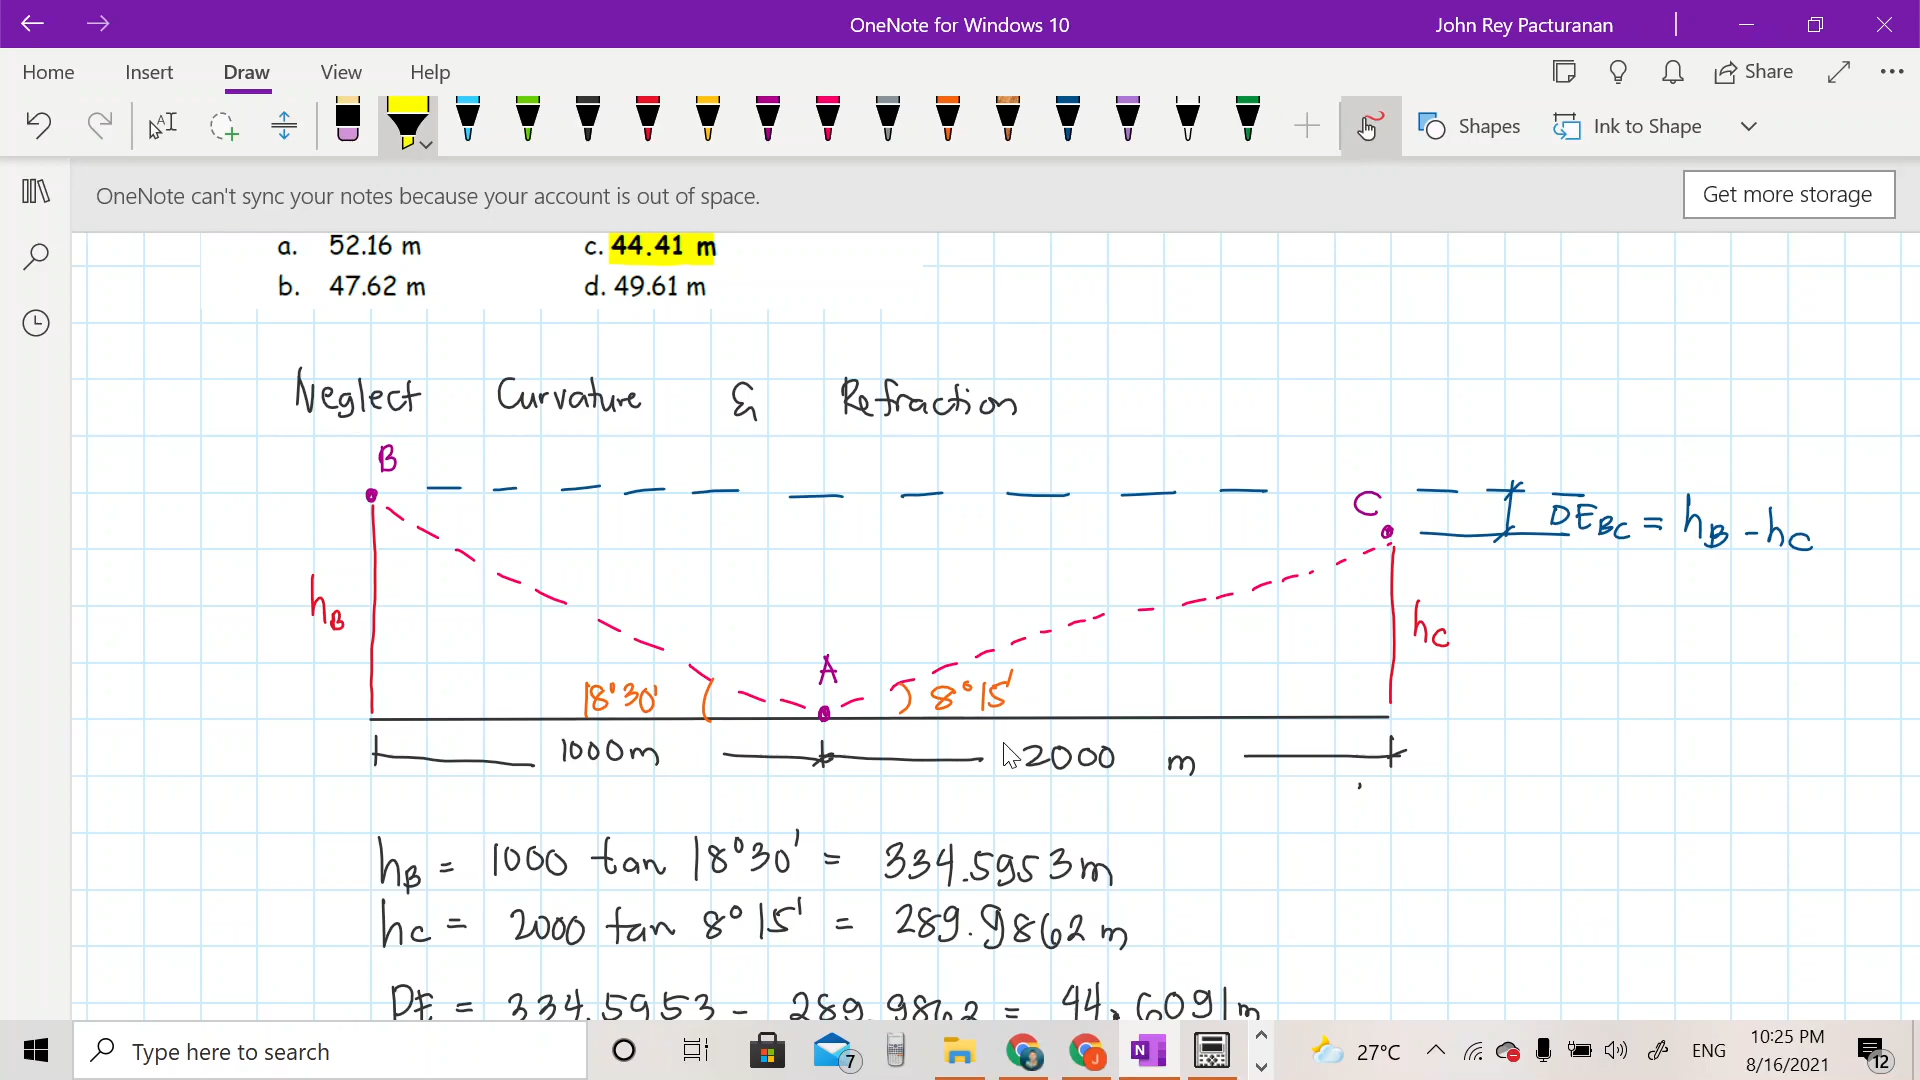 OneNote for Windows 10
John Rey Pacturanan
Home Insert Draw View Help
Share
Shapes
Ink to Shape
OneNote can't sync your notes because your account is out of space.
Get more storage
a. 52.16 m c. 44.41 m
b. 47.62 m d. 49.61 m
Neglect Curvature & Refraction
B
C
DE_BC = h_B - h_C
h_B
h_C
A
18°30'
8°15'
1000m
2000 m
h_B = 1000 tan 18°30' = 334.5953m
h_C = 2000 tan 8°15' = 289.9862 m
DE = 334.5953 - 289.9862 = 44.6091m
Type here to search
7
N
27°C
ENG
10:25 PM
8/16/2021
12